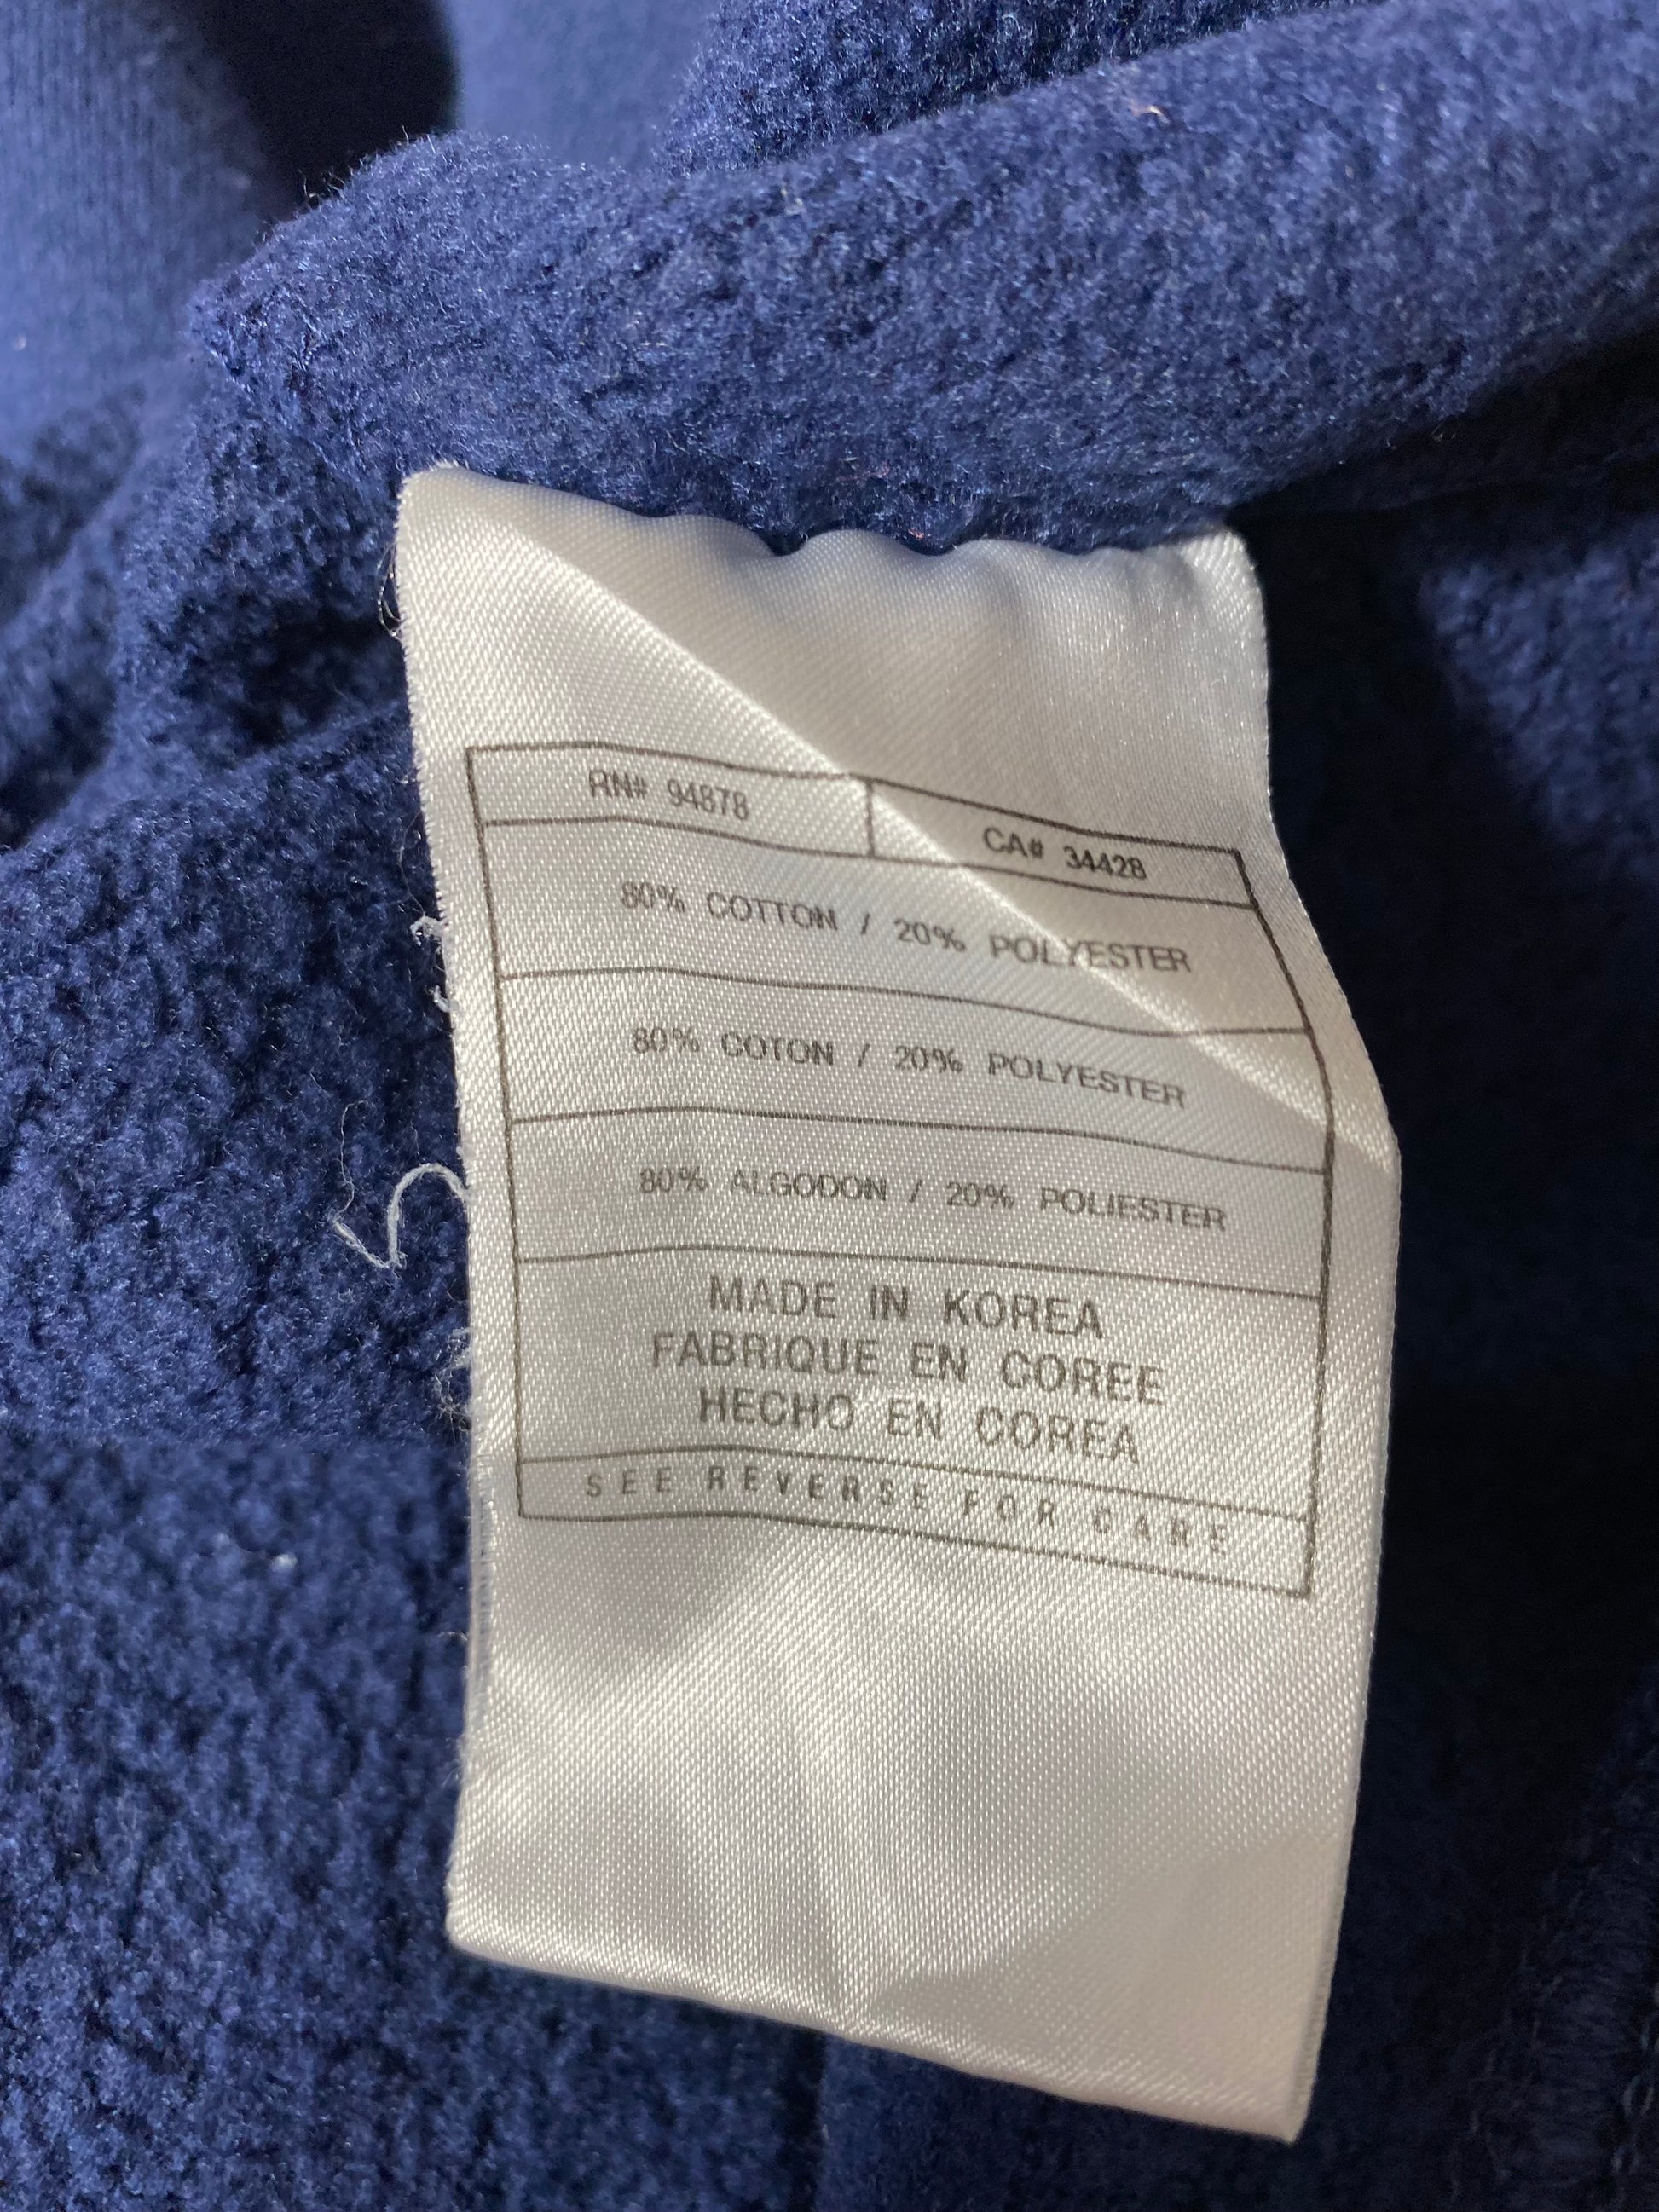 RN# 94878 CA# 34428
80% COTTON / 20% POLYESTER
80% COTON / 20% POLYESTER
80% ALGODON / 20% POLIESTER
MADE IN KOREA
FABRIQUE EN COREE
HECHO EN COREA
SEE REVERSE FOR CARE